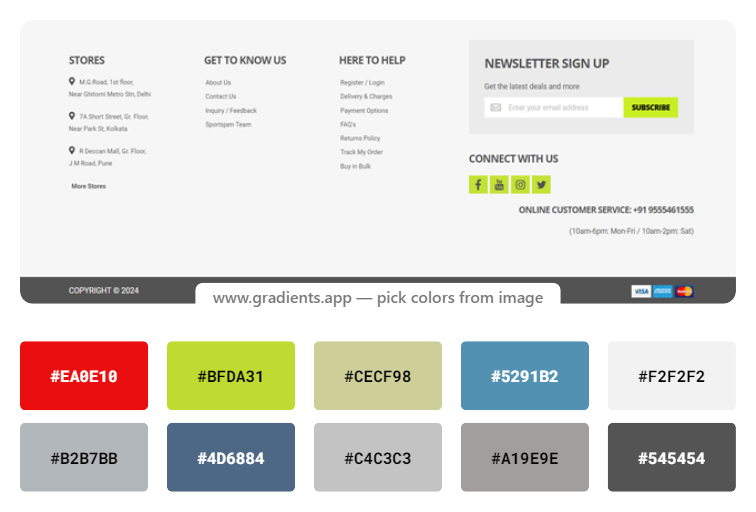 STORES
M.G.Road, 1st floor,
Near Ghitorni Metro Stn, Delhi
7A Short Street, Gr. Floor,
Near Park St, Kolkata
R Deccan Mall, Gr. Floor,
J M Road, Pune
More Stores
GET TO KNOW US
About Us
Contact Us
Inquiry / Feedback
Sportsjam Team
HERE TO HELP
Register / Login
Delivery & Charges
Payment Options
FAQ's
Returns Policy
Track My Order
Buy in Bulk
NEWSLETTER SIGN UP
Get the latest deals and more
Enter your email address
SUBSCRIBE
CONNECT WITH US
You
Tube
ONLINE CUSTOMER SERVICE: +91 9555461555
(10am-6pm: Mon-Fri / 10am-2pm: Sat)
COPYRIGHT © 2024
VISA
www.gradients.app — pick colors from image
#EA0E10
#BFDA31
#CECF98
#5291B2
#F2F2F2
#B2B7BB
#4D6884
#C4C3C3
#A19E9E
#545454